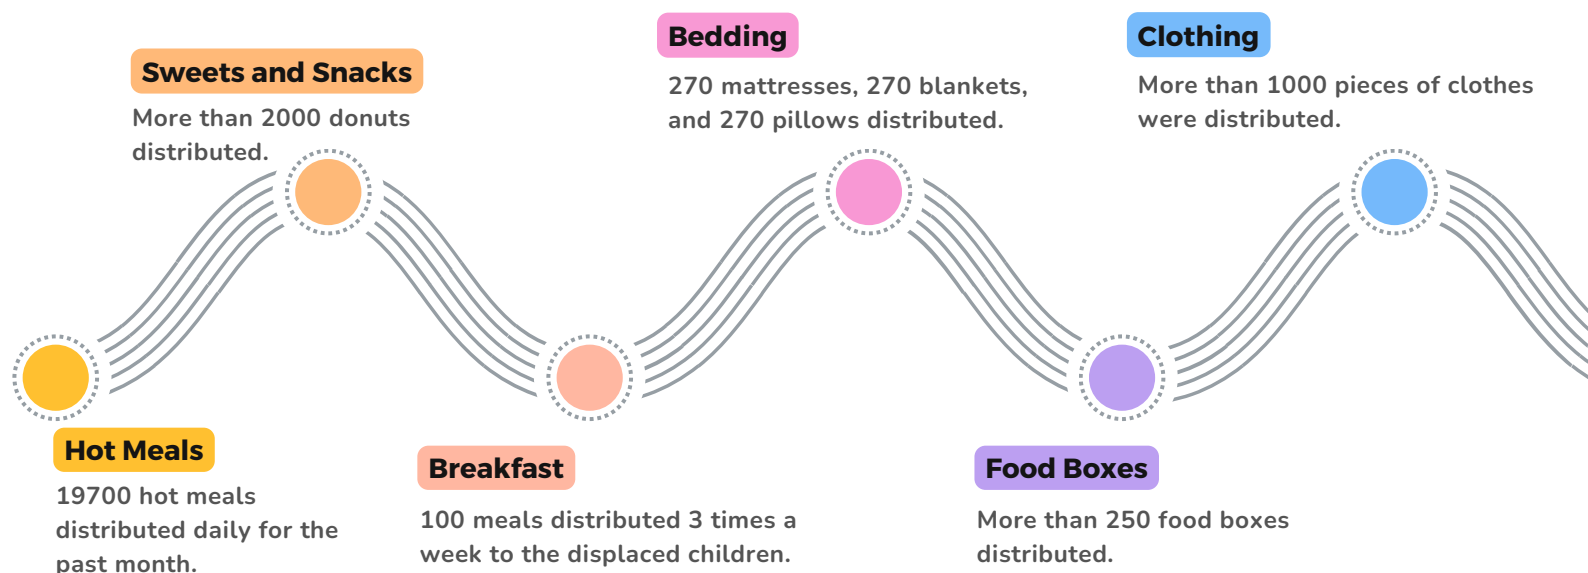 Sweets and Snacks
More than 2000 donuts
distributed.
Bedding
270 mattresses, 270 blankets,
and 270 pillows distributed.
Clothing
More than 1000 pieces of clothes
were distributed.
Hot Meals
19700 hot meals
distributed daily for the
past month.
Breakfast
100 meals distributed 3 times a
week to the displaced children.
Food Boxes
More than 250 food boxes
distributed.